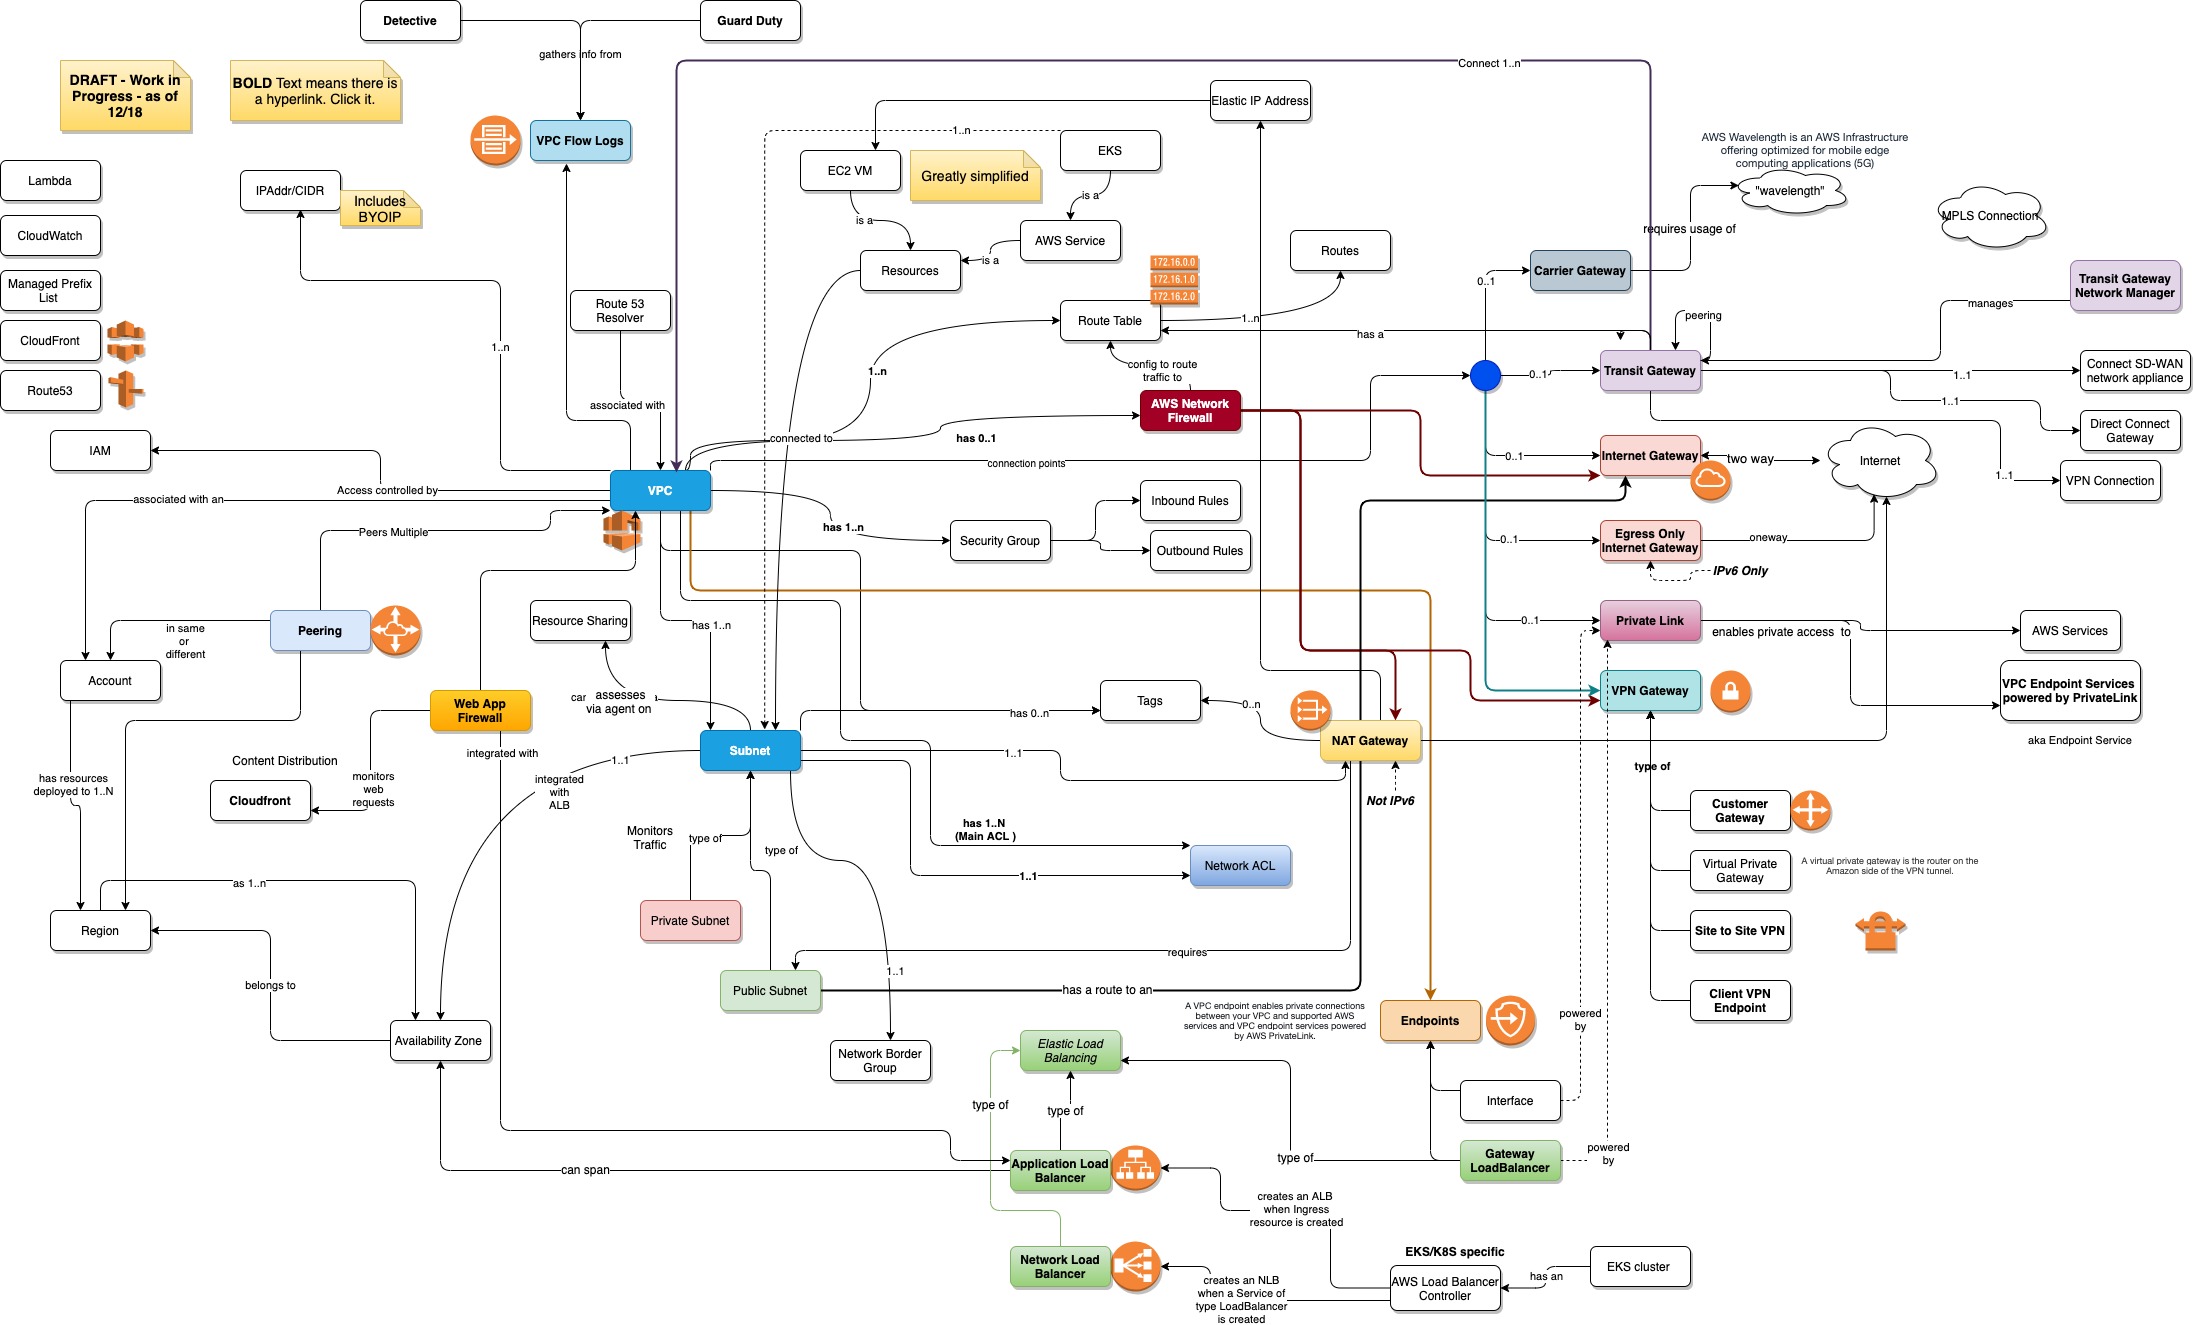 Detective
Guard Duty
gathers info from
DRAFT - Work in
Progress - as of
12/18
BOLD Text means there is
a hyperlink. Click it.
Connect 1..n
VPC Flow Logs
Elastic IP Address
1..n
EKS
EC2 VM
Greatly simplified
is a
is a
AWS Service
is a
Resources
AWS Wavelength is an AWS Infrastructure
offering optimized for mobile edge
computing applications (5G)
"wavelength"
MPLS Connection
requires usage of
Lambda
CloudWatch
Managed Prefix
List
CloudFront
Route53
IPAddr/CIDR
Includes
BYOIP
Route 53
Resolver
172.16.0.0
172.16.1.0
172.16.2.0
Routes
Route Table
1..n
has a
config to route
traffic to
Carrier Gateway
0..1
Transit Gateway
Network Manager
manages
peering
0..1
Transit Gateway
1..1
Connect SD-WAN
network appliance
1..1
Direct Connect
Gateway
1..1
VPN Connection
1..n
1..n
associated with
connected to
has 0..1
AWS Network
Firewall
connection points
0..1
Internet Gateway
two way
Internet
IAM
Access controlled by
VPC
associated with an
Peers Multiple
has 1..n
Security Group
Inbound Rules
Outbound Rules
0..1
Egress Only
Internet Gateway
oneway
IPv6 Only
Peering
in same
or
different
Account
Resource Sharing
has 1..n
assesses
via agent on
0..1
Private Link
enables private access to
AWS Services
VPC Endpoint Services
powered by PrivateLink
aka Endpoint Service
VPN Gateway
Web App
Firewall
integrated with
Content Distribution
Cloudfront
monitors
web
requests
has resources
deployed to 1..N
integrated
with
ALB
1..1
Subnet
has 0..n
Tags
0..n
1..1
NAT Gateway
Not IPv6
type of
Customer
Gateway
Virtual Private
Gateway
A virtual private gateway is the router on the
Amazon side of the VPN tunnel.
Site to Site VPN
Client VPN
Endpoint
Monitors
Traffic
type of
type of
has 1..N
(Main ACL )
1..1
Network ACL
Private Subnet
Public Subnet
requires
has a route to an
1..1
Region
as 1..n
belongs to
Availability Zone
Network Border
Group
A VPC endpoint enables private connections
between your VPC and supported AWS
services and VPC endpoint services powered
by AWS PrivateLink.
Endpoints
powered
by
Interface
Elastic Load
Balancing
type of
type of
type of
Gateway
LoadBalancer
powered
by
can span
Application Load
Balancer
creates an ALB
when Ingress
resource is created
Network Load
Balancer
creates an NLB
when a Service of
type LoadBalancer
is created
EKS/K8S specific
AWS Load Balancer
Controller
has an
EKS cluster